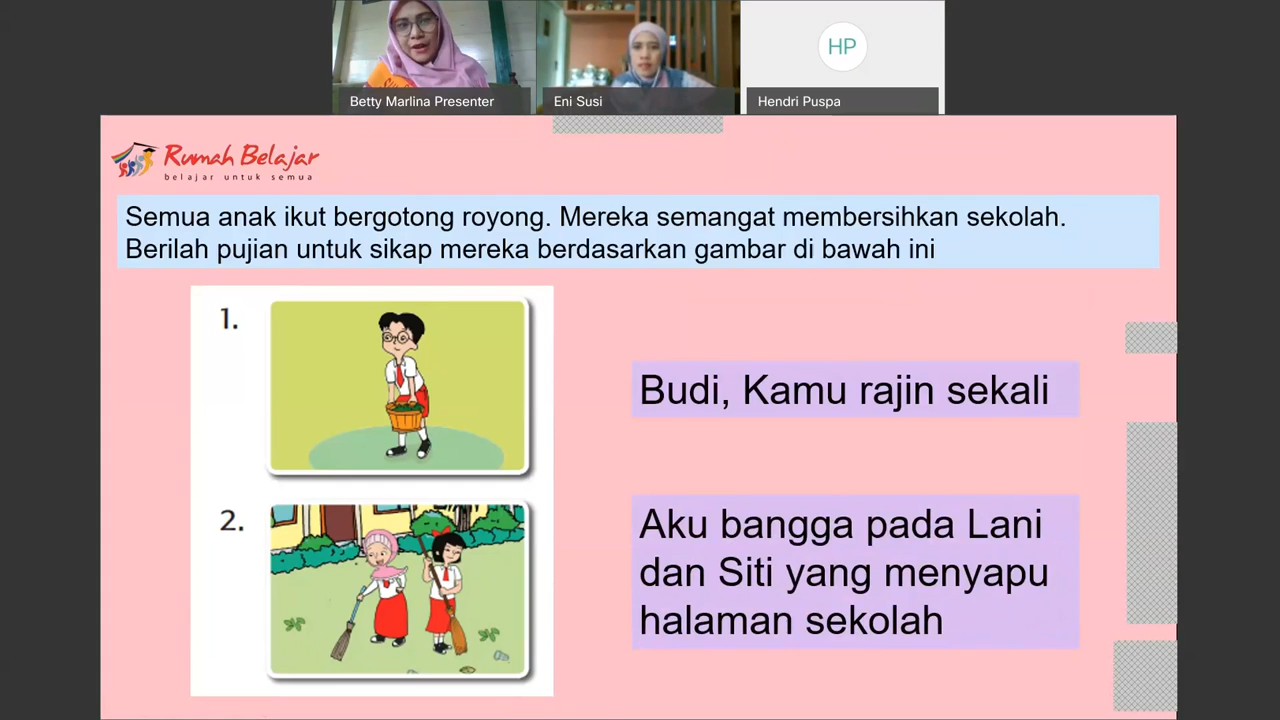 HP
Betty Marlina Presenter
Eni Susi
Hendri Puspa
Rumah Belajar
belajar untuk semua
Semua anak ikut bergotong royong. Mereka semangat membersihkan sekolah.
Berilah pujian untuk sikap mereka berdasarkan gambar di bawah ini
1.
Budi, Kamu rajin sekali
2.
Aku bangga pada Lani
dan Siti yang menyapu
halaman sekolah